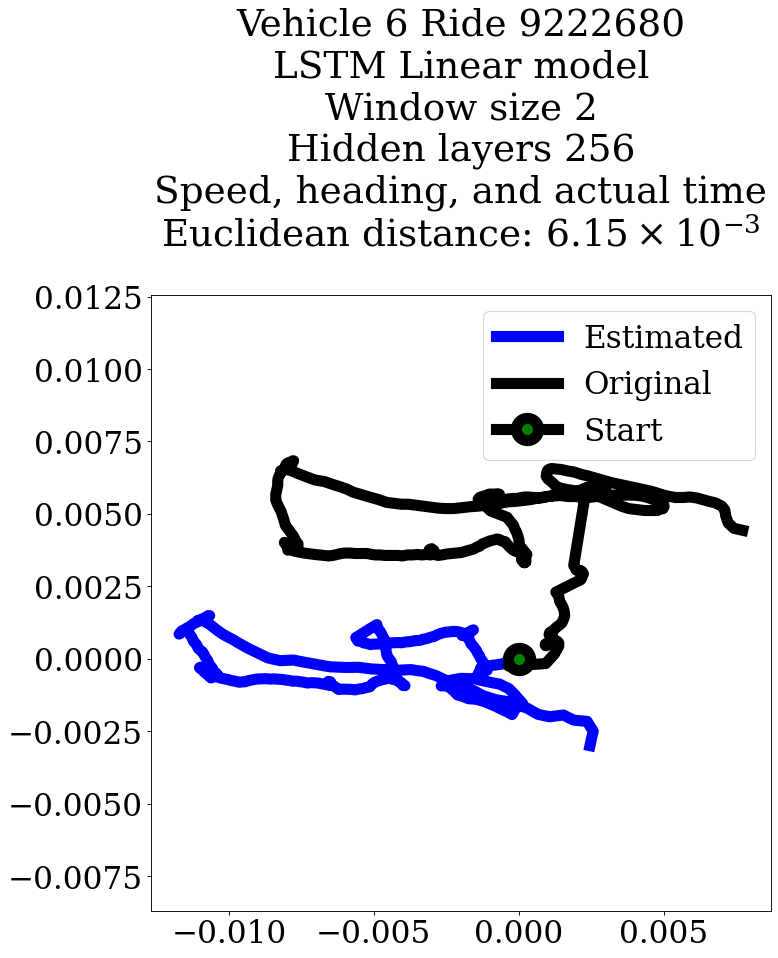 Vehicle 6 Ride 9222680
LSTM Linear model
Window size 2
Hidden layers 256
Speed, heading, and actual time
Euclidean distance: 6.15 × 10⁻³
Estimated
Original
Start
0.0125
0.0100
0.0075
0.0050
0.0025
0.0000
−0.0025
−0.0050
−0.0075
−0.010 −0.005 0.000 0.005